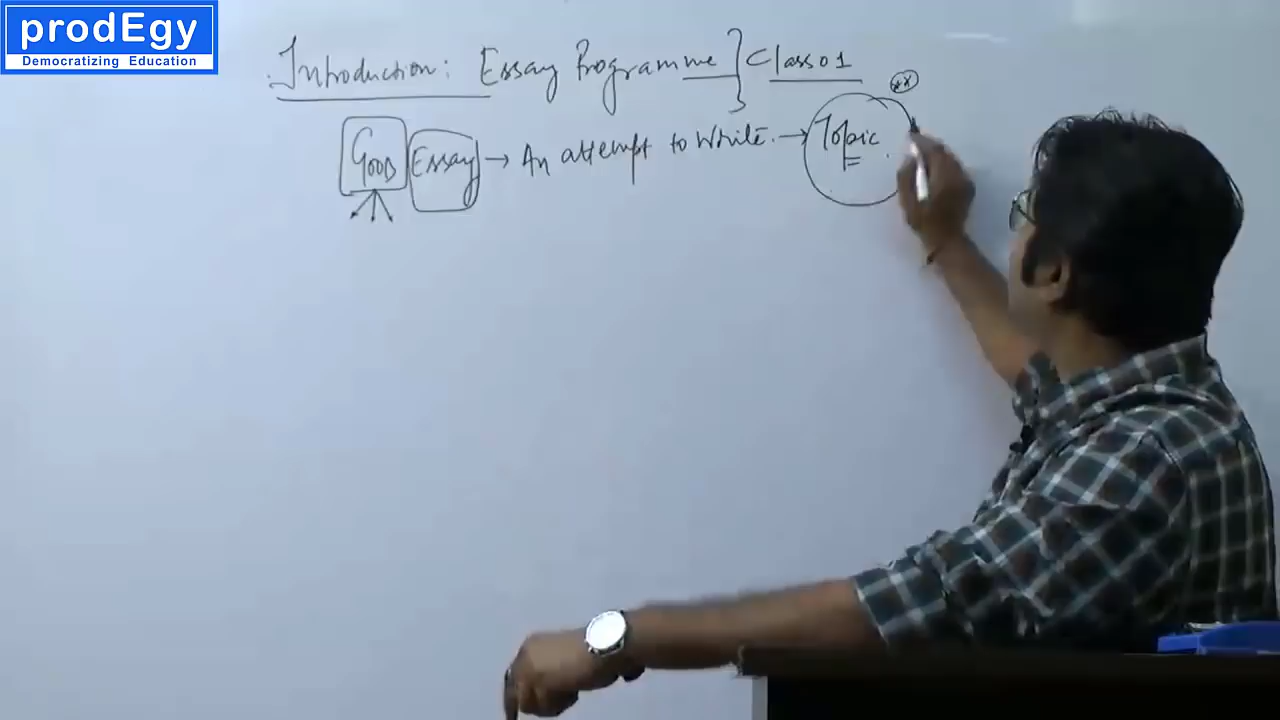 prodEgy
Democratizing Education
Introduction: Essay Programme } Class 01
Good Essay → An attempt to write. → Topic